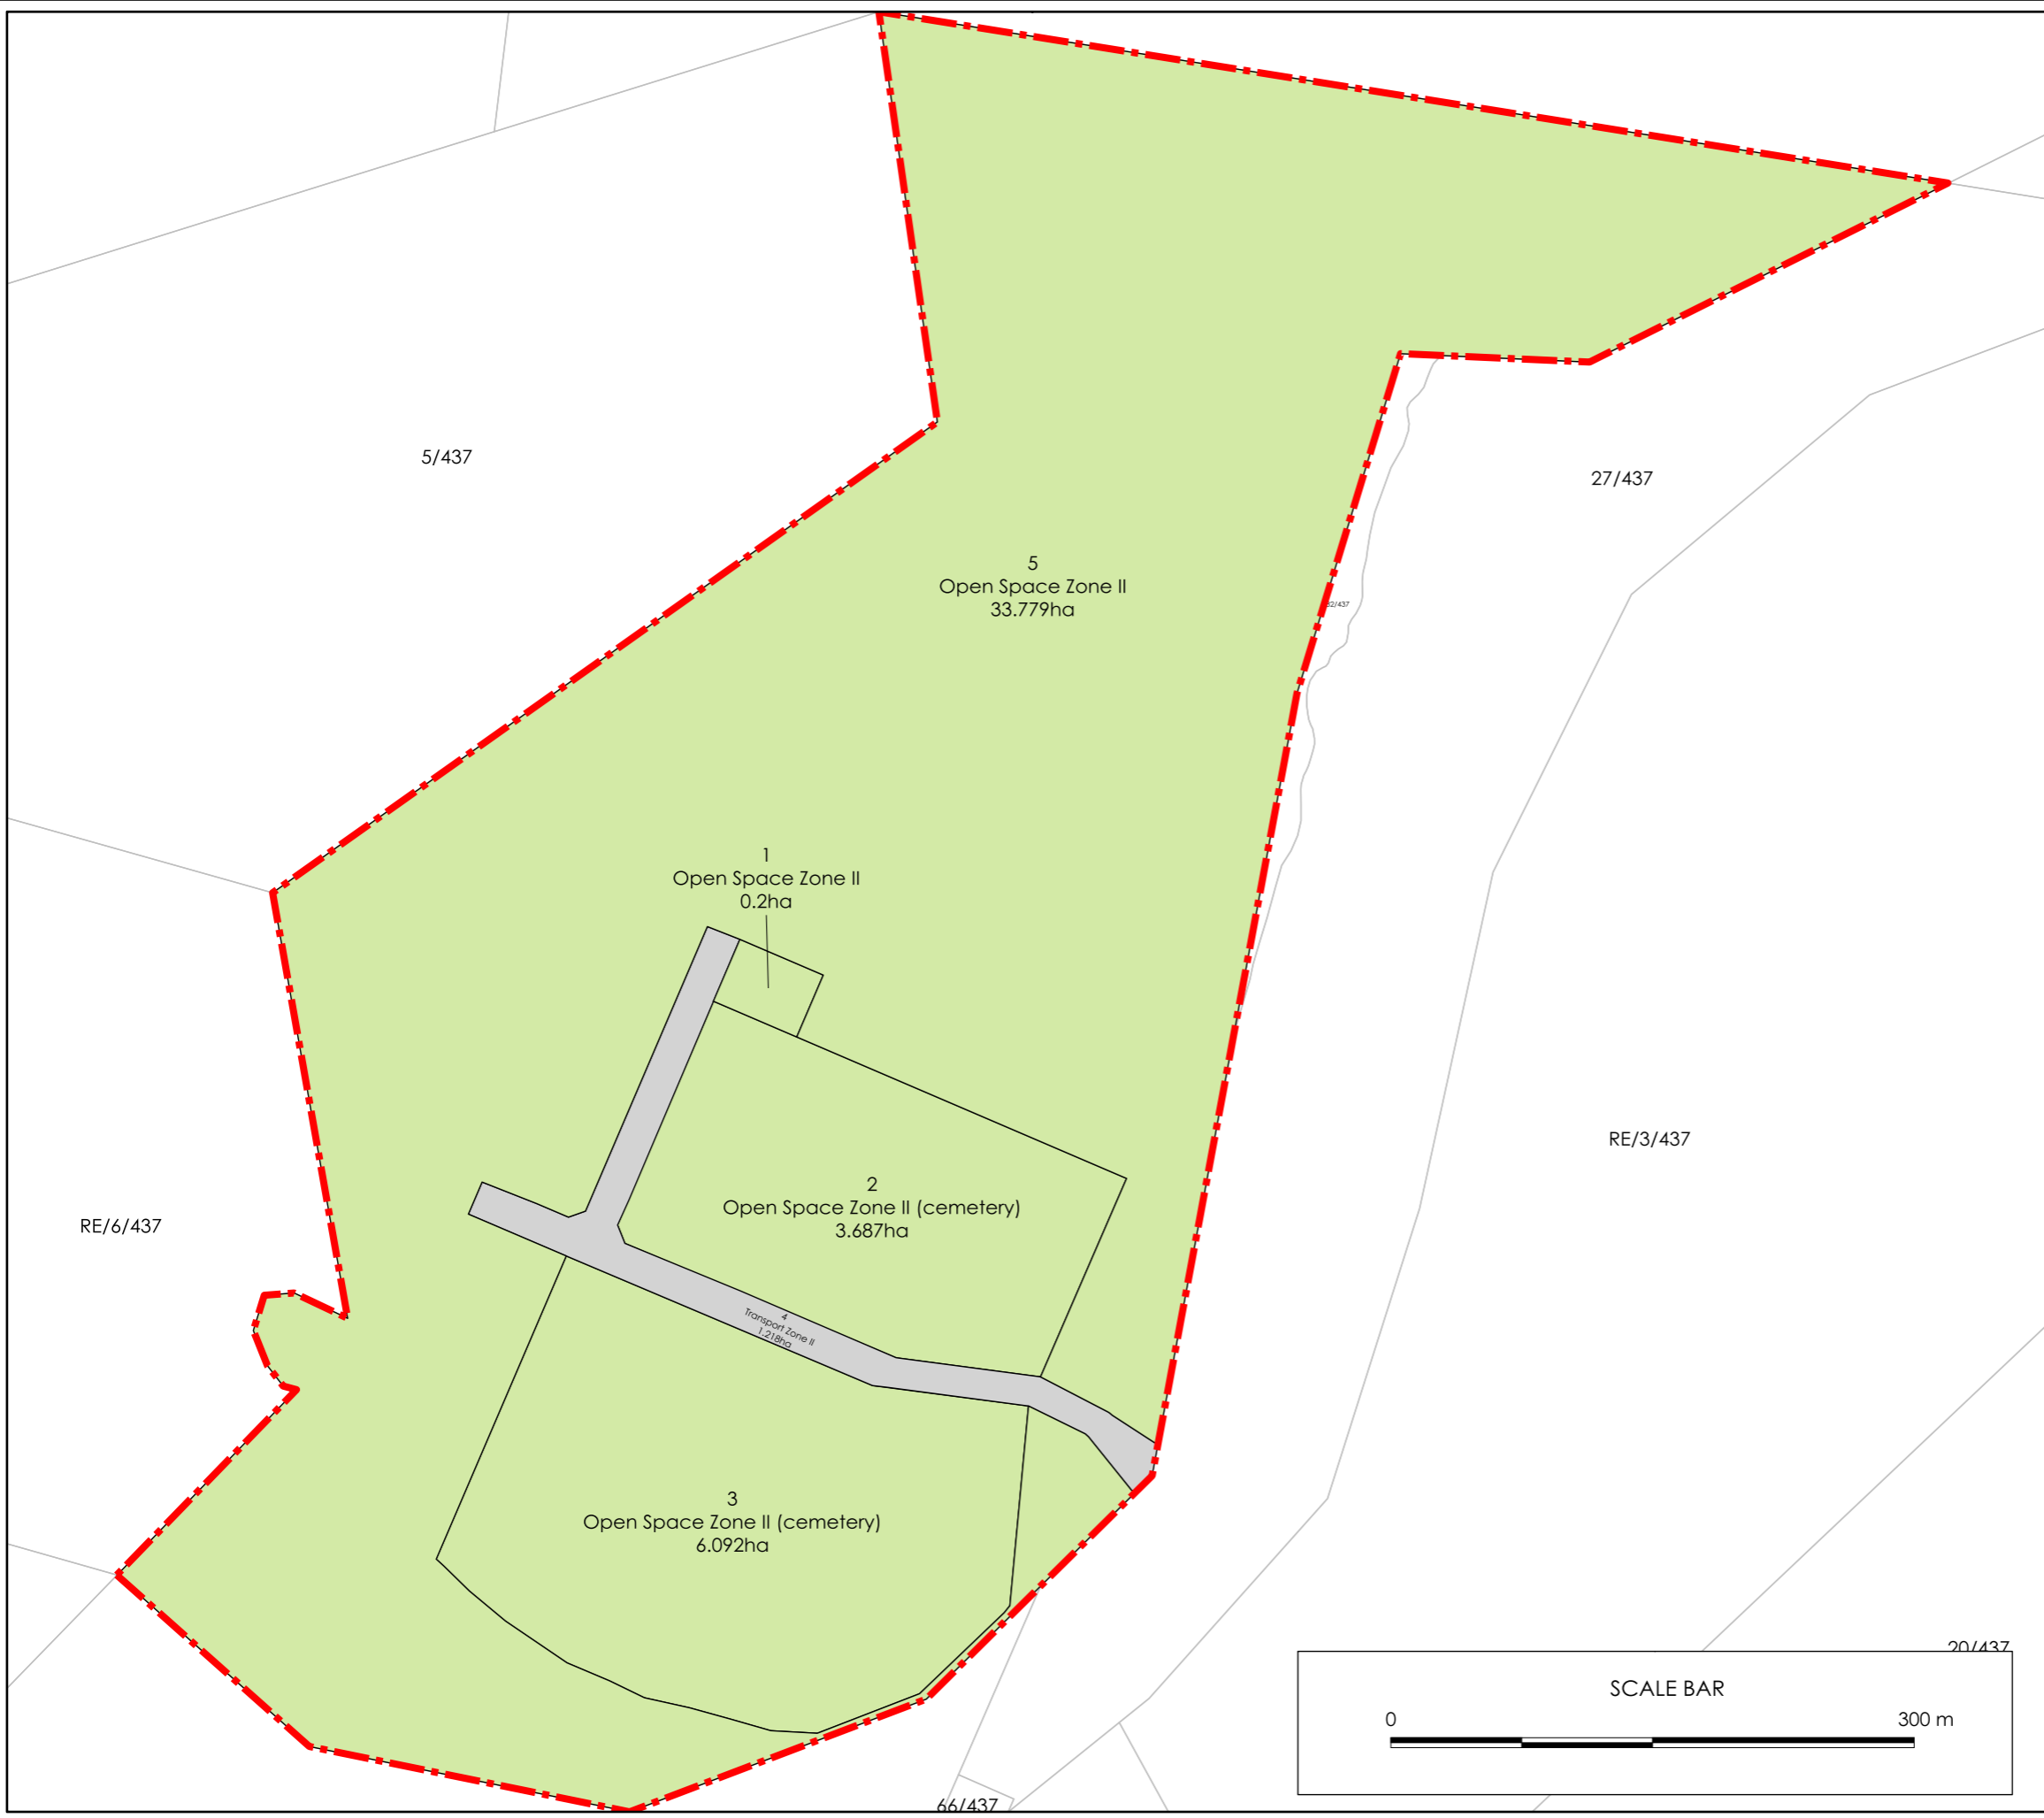 5/437
27/437
5
Open Space Zone II
33.779ha
1
Open Space Zone II
0.2ha
RE/3/437
2
Open Space Zone II (cemetery)
3.687ha
RE/6/437
4
Transport Zone II
1.218ha
3
Open Space Zone II (cemetery)
6.092ha
20/437
SCALE BAR
0 300 m
66/437